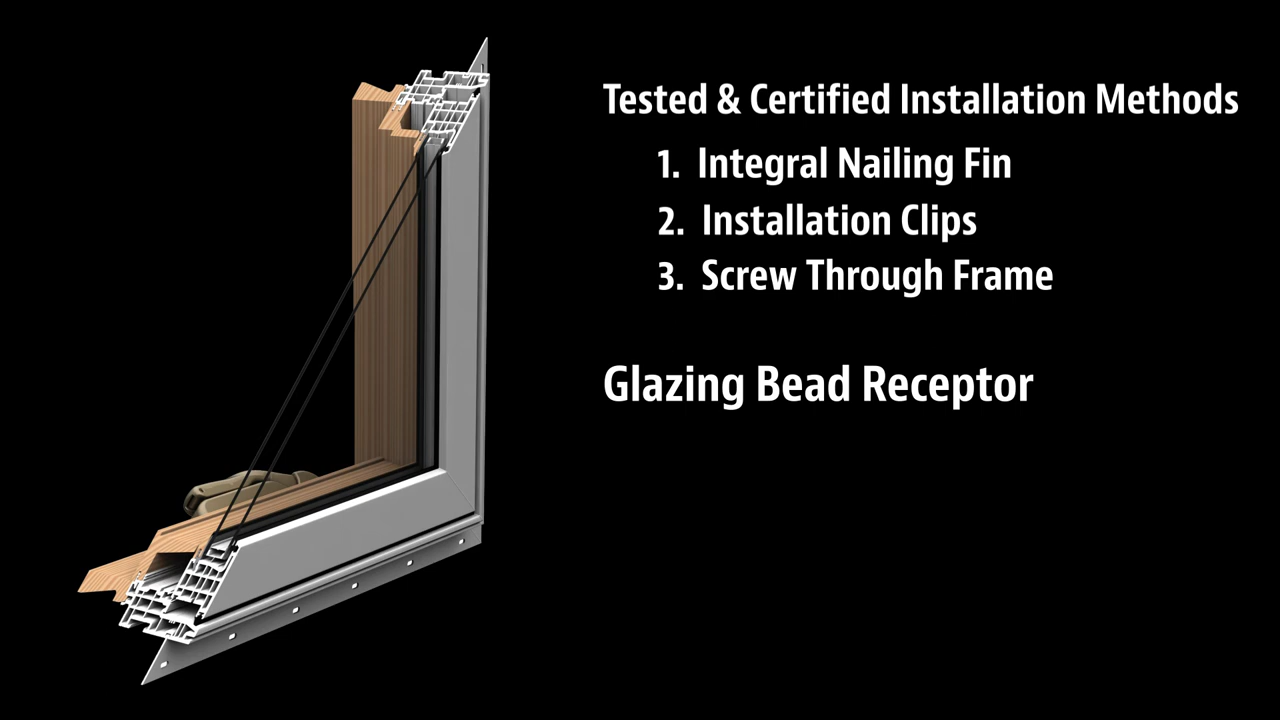 Tested & Certified Installation Methods
1. Integral Nailing Fin
2. Installation Clips
3. Screw Through Frame
Glazing Bead Receptor